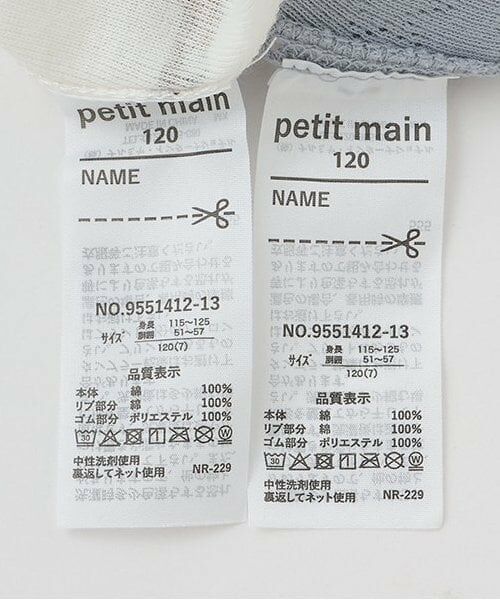 petit main
120
NAME
NO.9551412-13
サイズ 身長 115~125
胴囲 51~57
120(7)
品質表示
本体 綿 100%
リブ部分 綿 100%
ゴム部分 ポリエステル 100%
30
中性洗剤使用
裏返してネット使用 NR-229
petit main
120
NAME
NO.9551412-13
サイズ 身長 115~125
胴囲 51~57
120(7)
品質表示
本体 綿 100%
リブ部分 綿 100%
ゴム部分 ポリエステル 100%
30
中性洗剤使用
裏返してネット使用 NR-229